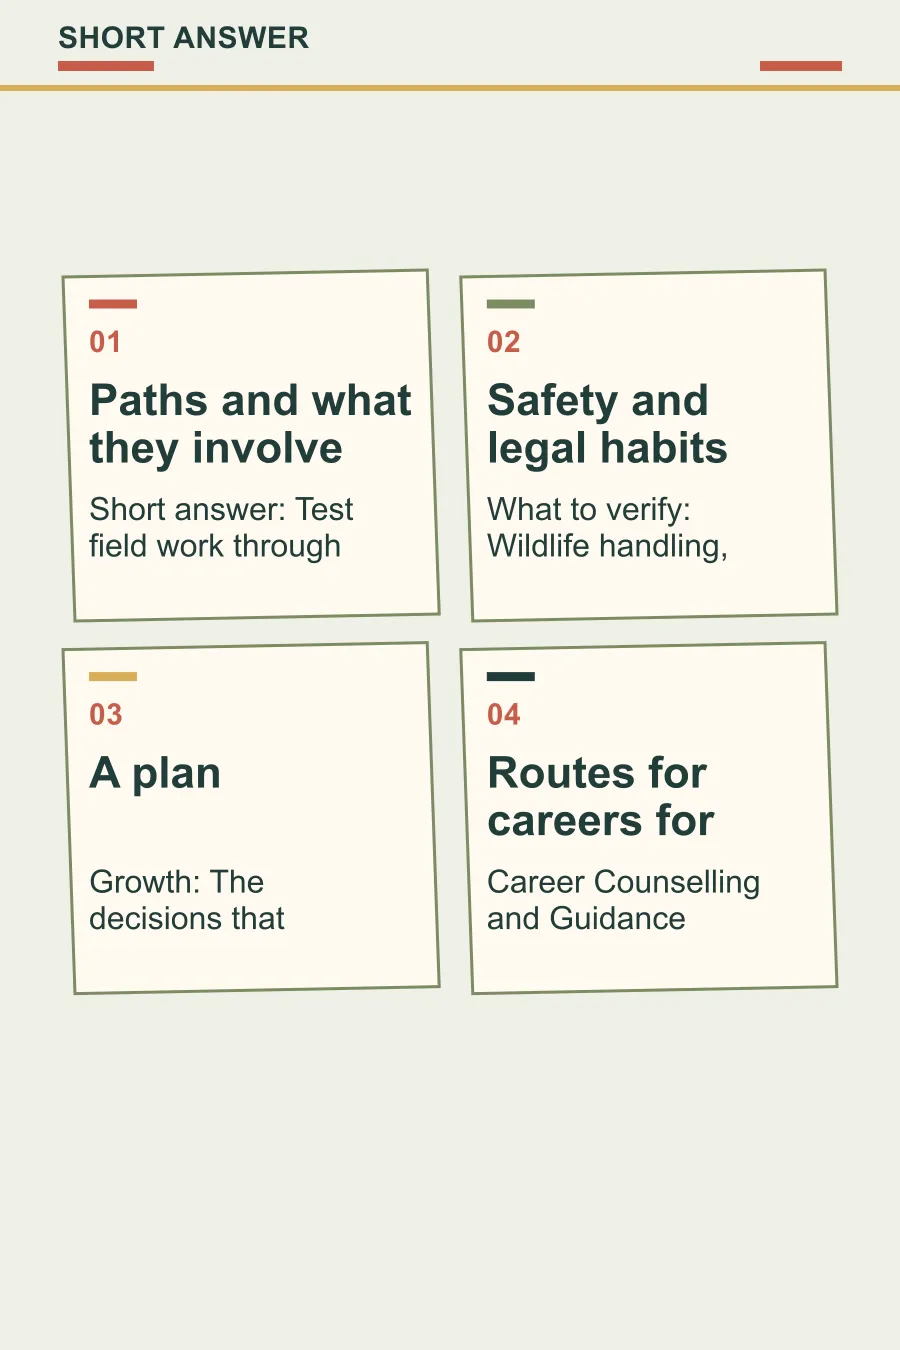 SHORT ANSWER
01
Paths and what
they involve
Short answer: Test
field work through
02
Safety and
legal habits
What to verify:
Wildlife handling,
03
A plan
Growth: The
decisions that
04
Routes for
careers for
Career Counselling
and Guidance